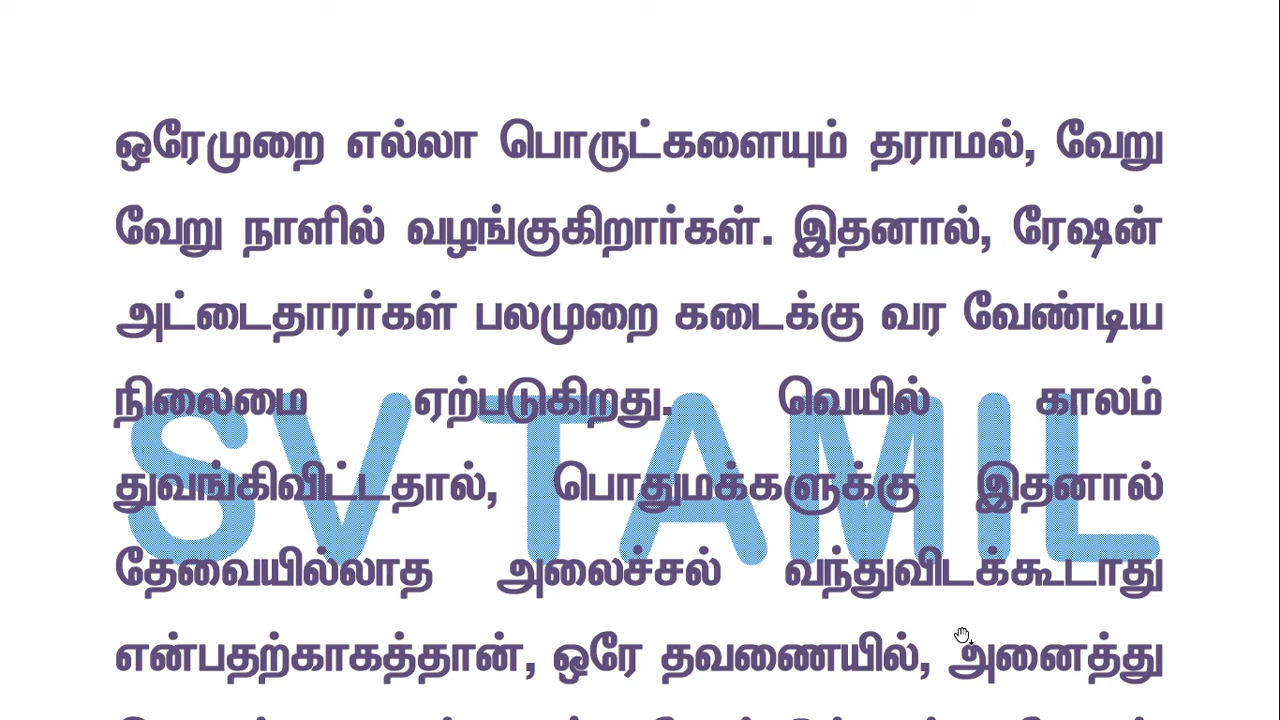 ஒரேமுறை எல்லா பொருட்களையும் தராமல், வேறு
வேறு நாளில் வழங்குகிறார்கள். இதனால், ரேஷன்
அட்டைதாரர்கள் பலமுறை கடைக்கு வர வேண்டிய
நிலைமை ஏற்படுகிறது. வெயில் காலம்
துவங்கிவிட்டதால், பொதுமக்களுக்கு இதனால்
தேவையில்லாத அலைச்சல் வந்துவிடக்கூடாது
என்பதற்காகத்தான், ஒரே தவணையில், அனைத்து
SV TAMIL